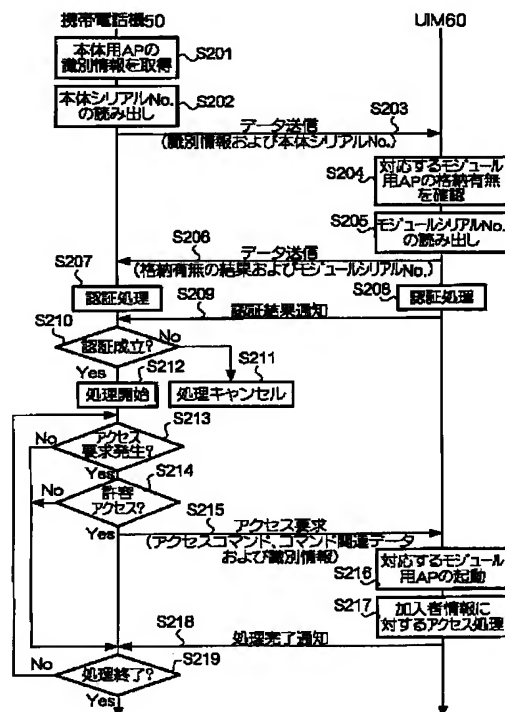 携帯電話機50
UIM60
S201
本体用APの
識別情報を取得
S202
本体シリアルNo.
の読み出し
S203
データ送信
(識別情報および本体シリアルNo.)
S204
対応するモジュール
用APの格納有無
を確認
S205
モジュールシリアルNo.
の読み出し
S206
データ送信
(格納有無の結果およびモジュールシリアルNo.)
S207
認証処理
S208
認証処理
S209
認証結果通知
S210
認証成立?
No
Yes
S211
処理キャンセル
S212
処理開始
S213
アクセス
要求発生?
No
Yes
S214
許容
アクセス?
No
Yes
S215
アクセス要求
(アクセスコマンド、コマンド関連データ
および識別情報)
S216
対応するモジュール
用APの起動
S217
加入者情報に
対するアクセス処理
S218
処理完了通知
S219
処理終了?
No
Yes